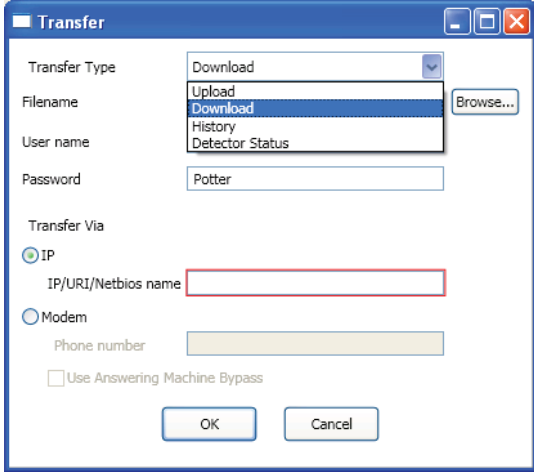 Transfer
Transfer Type Download
Upload
Filename Download Browse...
History
User name Detector Status
Password Potter
Transfer Via
IP
IP/URI/Netbios name
Modem
Phone number
Use Answering Machine Bypass
OK Cancel